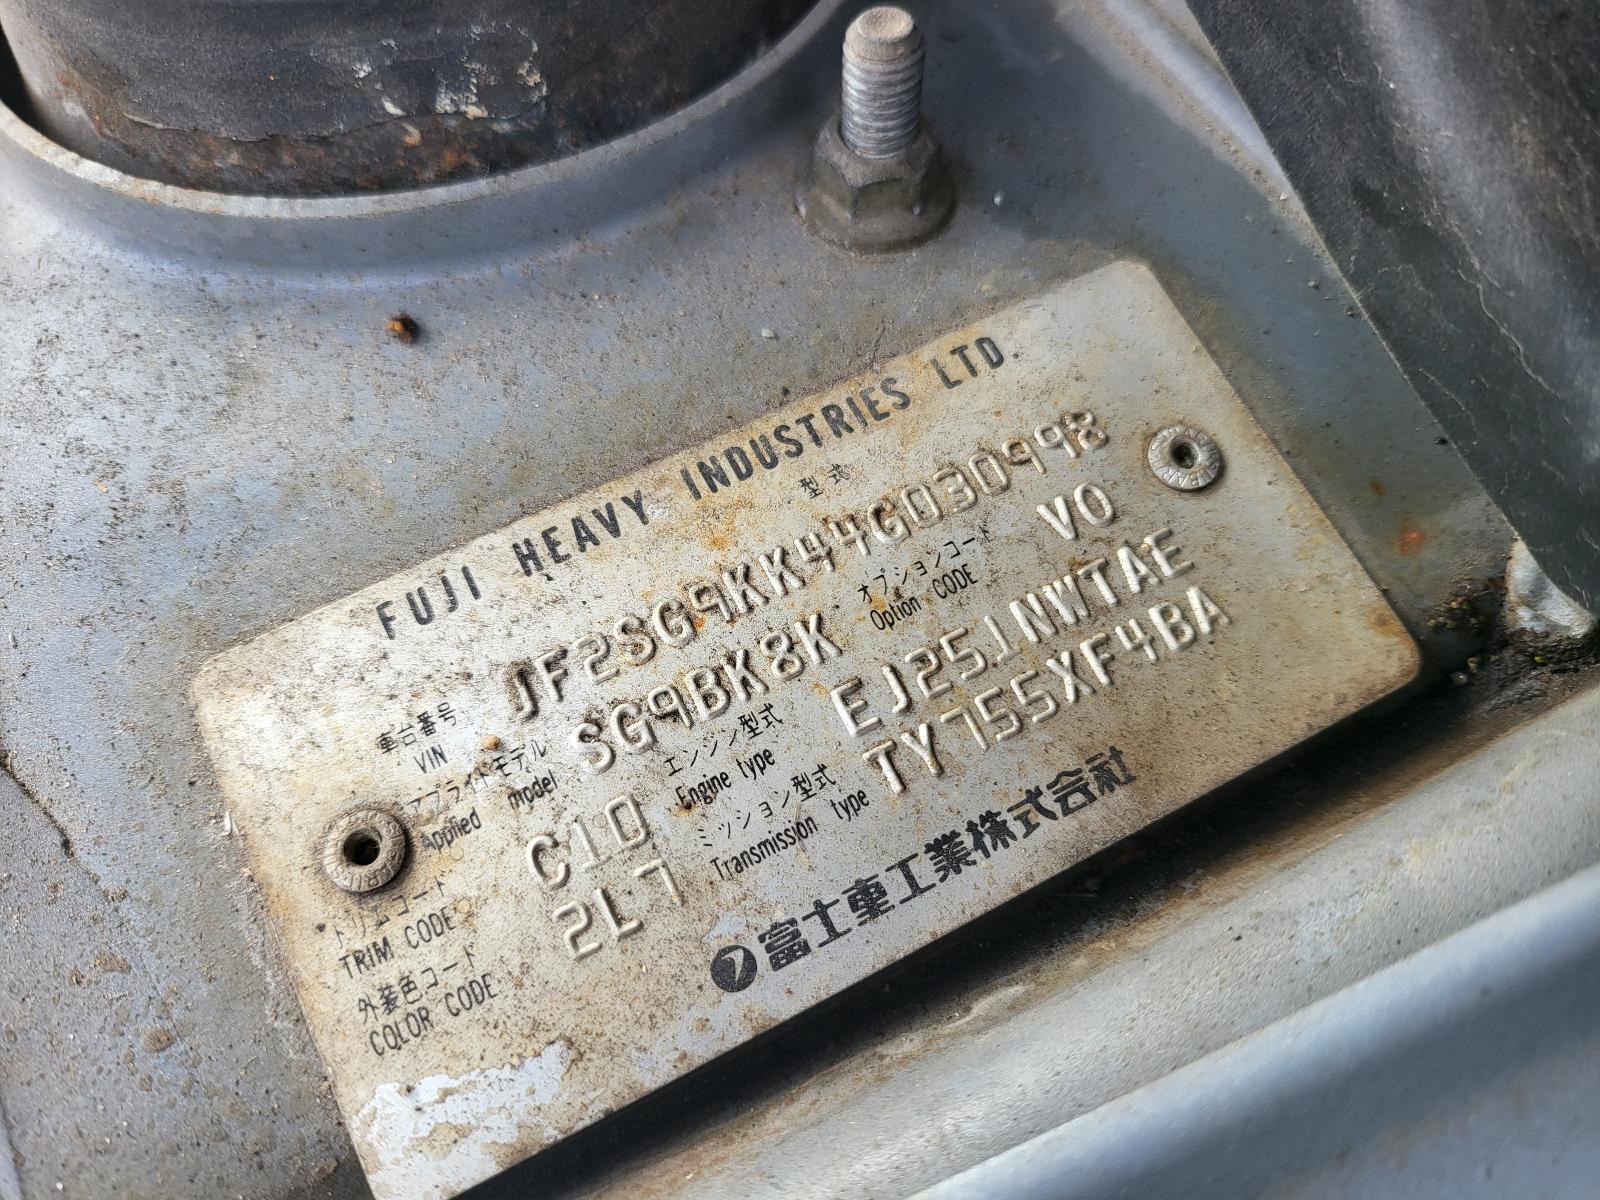 FUJI HEAVY INDUSTRIES LTD.
型式
車台番号 JF2SG9KK44G030998
VIN
アプライドモデル SG9BK8K オプションコード V0
Applied model Option CODE
エンジン型式 EJ251NWTAE
Engine type
トリムコード C10 ミッション型式 TY755XF4BA
TRIM CODE Transmission type
外装色コード 2L7
COLOR CODE
富士重工業株式会社